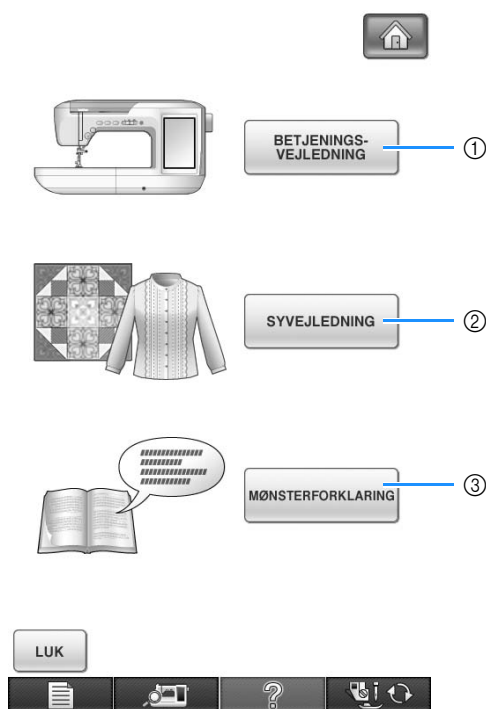 BETJENINGS-
VEJLEDNING
①
SYVEJLEDNING
②
MØNSTERFORKLARING
③
LUK
?